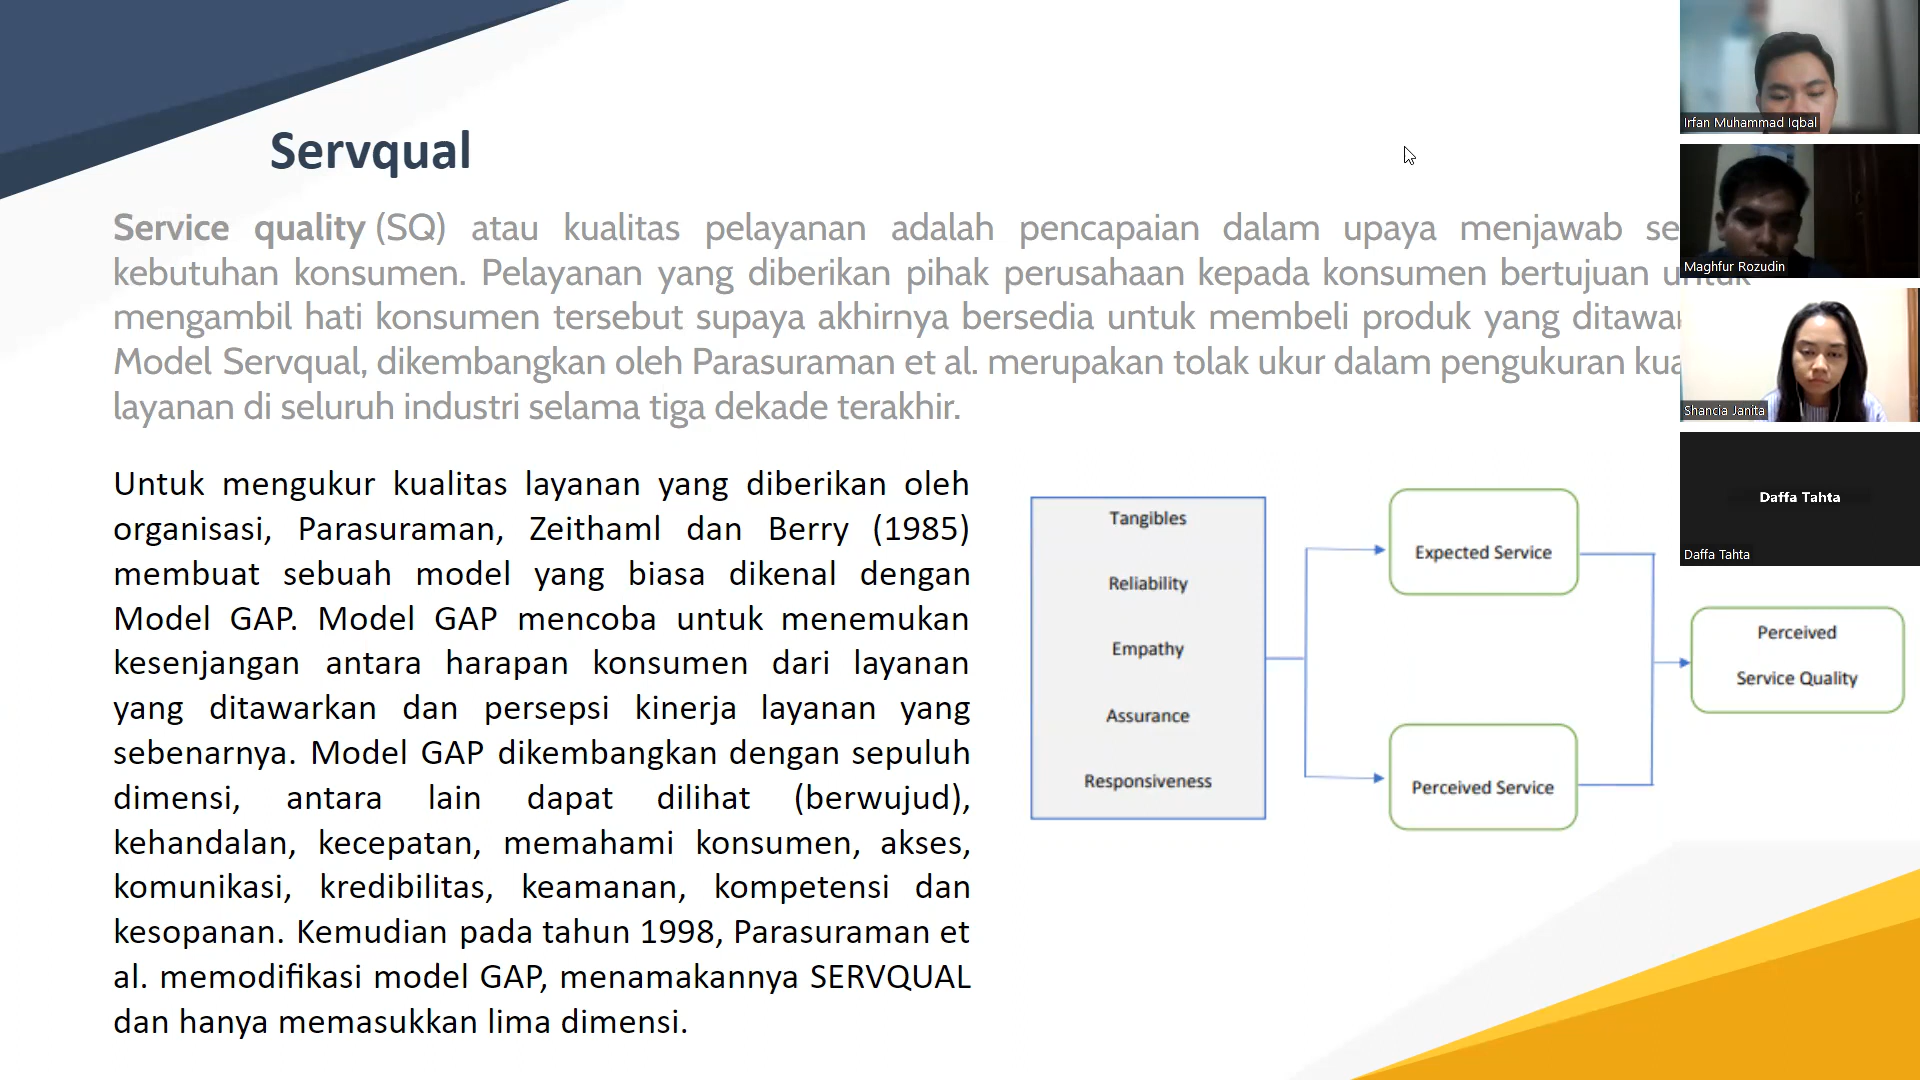 Servqual
Service quality (SQ) atau kualitas pelayanan adalah pencapaian dalam upaya menjawab
kebutuhan konsumen. Pelayanan yang diberikan pihak perusahaan kepada konsumen bertujuan untuk
mengambil hati konsumen tersebut supaya akhirnya bersedia untuk membeli produk yang
Model Servqual, dikembangkan oleh Parasuraman et al. merupakan tolak ukur dalam pengukuran
layanan di seluruh industri selama tiga dekade terakhir.
Untuk mengukur kualitas layanan yang diberikan oleh
organisasi, Parasuraman, Zeithaml dan Berry (1985)
membuat sebuah model yang biasa dikenal dengan
Model GAP. Model GAP mencoba untuk menemukan
kesenjangan antara harapan konsumen dari layanan
yang ditawarkan dan persepsi kinerja layanan yang
sebenarnya. Model GAP dikembangkan dengan sepuluh
dimensi, antara lain dapat dilihat (berwujud),
kehandalan, kecepatan, memahami konsumen, akses,
komunikasi, kredibilitas, keamanan, kompetensi dan
kesopanan. Kemudian pada tahun 1998, Parasuraman et
al. memodifikasi model GAP, menamakannya SERVQUAL
dan hanya memasukkan lima dimensi.
Tangibles
Reliability
Empathy
Assurance
Responsiveness
Expected Service
Perceived Service
Perceived
Service Quality
Irfan Muhammad Iqbal
Maghfur Rozudin
Shancia Janita
Daffa Tahta
Daffa Tahta